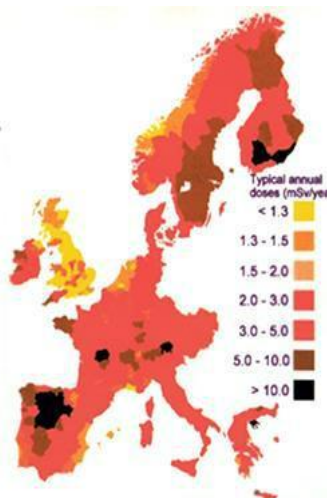 Typical annual
doses (mSv/year)
< 1.3
1.3 - 1.5
1.5 - 2.0
2.0 - 3.0
3.0 - 5.0
5.0 - 10.0
> 10.0